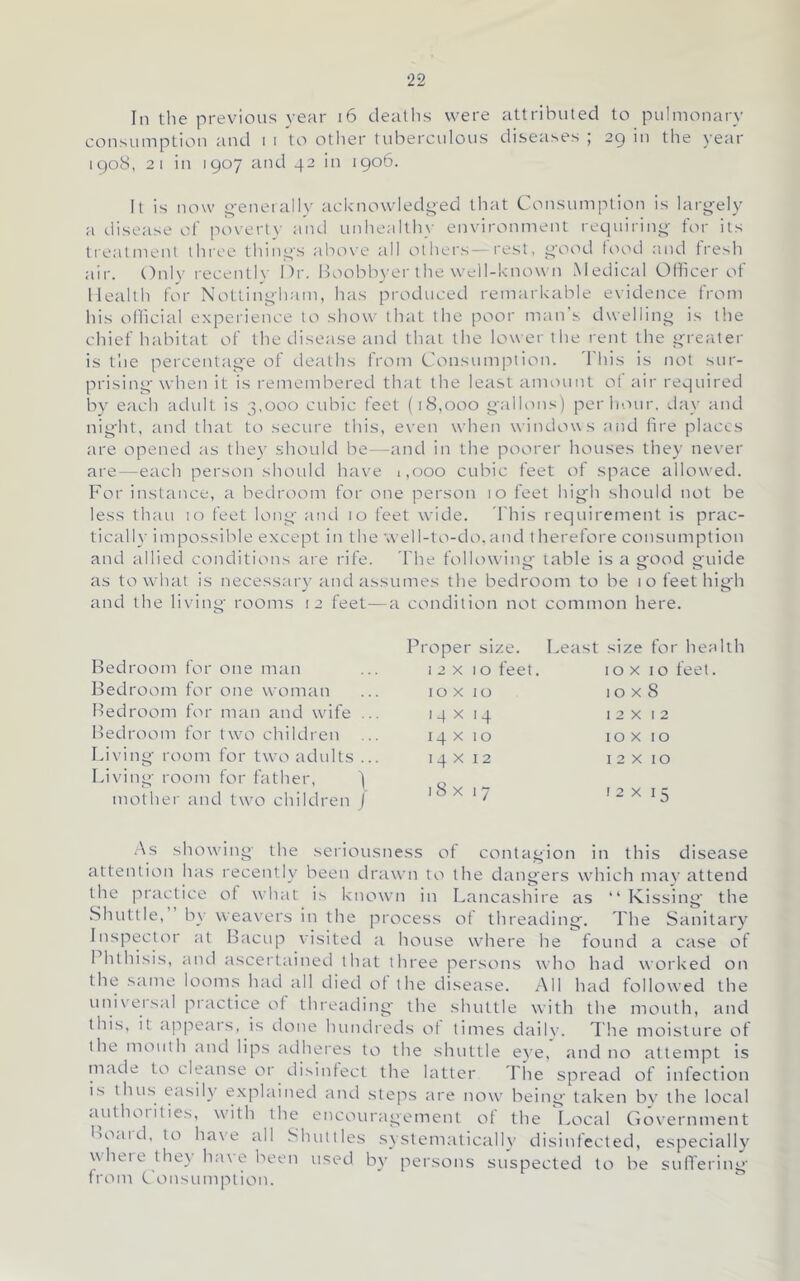 22
In the previous year 16 deaths were attributed to pulmonary
consumption and 11 to other tuberculous diseases; 29 in the year
1908, 21 in 1907 and 42 in 1906.
It is now generally acknowledged that Consumption is largely
a disease of poverty and unhealthy environment requiring for its
treatment three things above all others—rest, good food and fresh
air. Only recently Dr. Boobbyer the well-known Medical Officer of
Health for Nottingham, has produced remarkable evidence from
his official experience to show that the poor man's dwelling is the
chief habitat of the disease and that the lower the rent the greater
is the percentage of deaths from Consumption. This is not sur-
prising when it is remembered that the least amount of air required
by each adult is 3,000 cubic feet (18,000 gallons) per hour, day and
night, and that to secure this, even when windows and fire places
are opened as they should be—and in the poorer houses they never
are—each person should have 1,000 cubic feet of space allowed.
For instance, a bedroom for one person 10 feet high should not be
less than 10 feet long and 10 feet wide. This requirement is prac-
tically impossible except in the well-to-do, and therefore consumption
and allied conditions are rife. The following table is a good guide
as to what is necessary and assumes the bedroom to be 10 feet high
and the living rooms 12 feet—a condition not common here.
Proper size. Least size for health
Bedroom for one man ... 12 x 10 feet. 10 x 10 feet.
Bedroom for one woman ... 10 x 10 10 x 8
Bedroom for man and wife ... 14 x 14 12 x 12
Bedroom for two children ... 14 x 10 10 x 10
Living room for two adults ... 14 x 12 12 x 10
Living room for father, }
mother and two children } 18 x 17 12 x 15
As showing the seriousness of contagion in this disease
attention has recently been drawn to the dangers which may attend
the practice of what is known in Lancashire as "Kissing the
Shuttle," by weavers in the process of threading. The Sanitary
Inspector at Bacup visited a house where he found a case of
Phthisis, and ascertained that three persons who had worked on
the same looms had all died of the disease. All had followed the
universal practice of threading the shuttle with the mouth, and
this, it appears, is done hundreds of times daily. The moisture of
the mouth and lips adheres to the shuttle eye, and no attempt is
made to cleanse or disinfect the latter The spread of infection
is thus easily explained and steps are now being taken by the local
authorities, with the encouragement of the Local Government
Board, to have all Shuttles systematically disinfected, especially
where they have been used by persons suspected to be suffering
from Consumption.